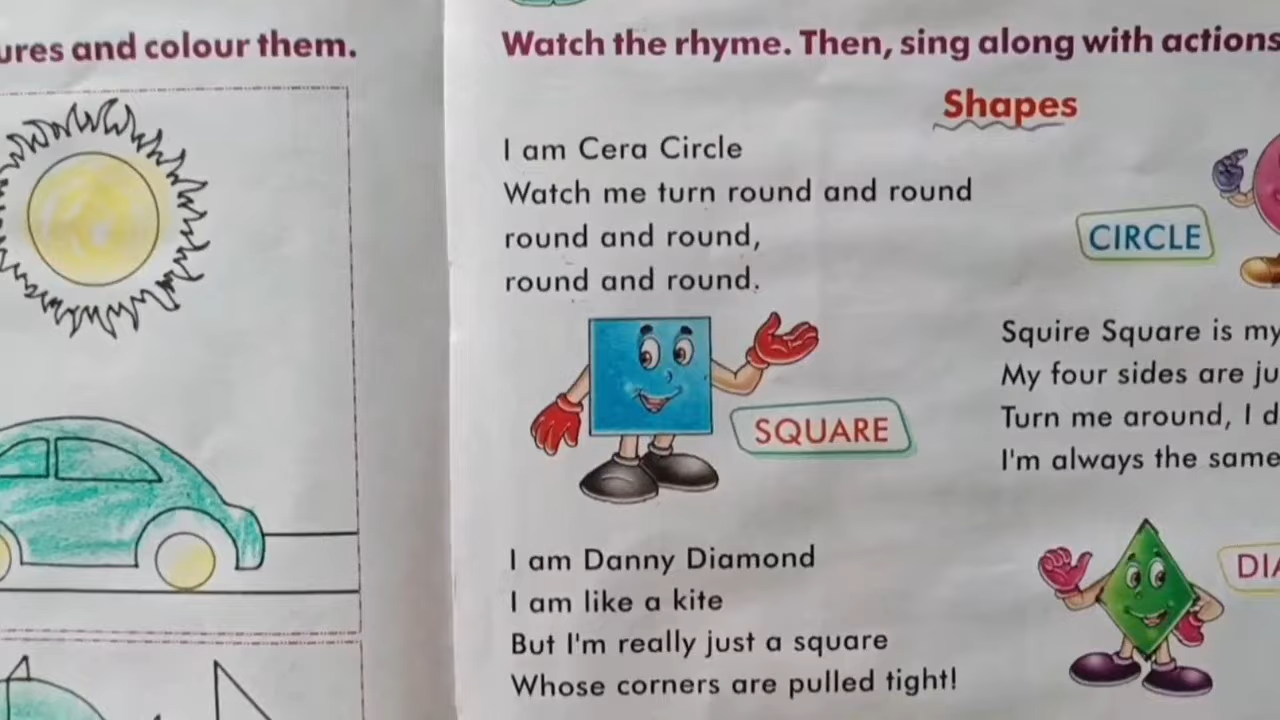 ures and colour them.
Watch the rhyme. Then, sing along with actions
Shapes
I am Cera Circle
Watch me turn round and round
round and round,
round and round.
CIRCLE
SQUARE
Squire Square is my
My four sides are ju
Turn me around, I d
I'm always the same
I am Danny Diamond
I am like a kite
But I'm really just a square
Whose corners are pulled tight!
DIA